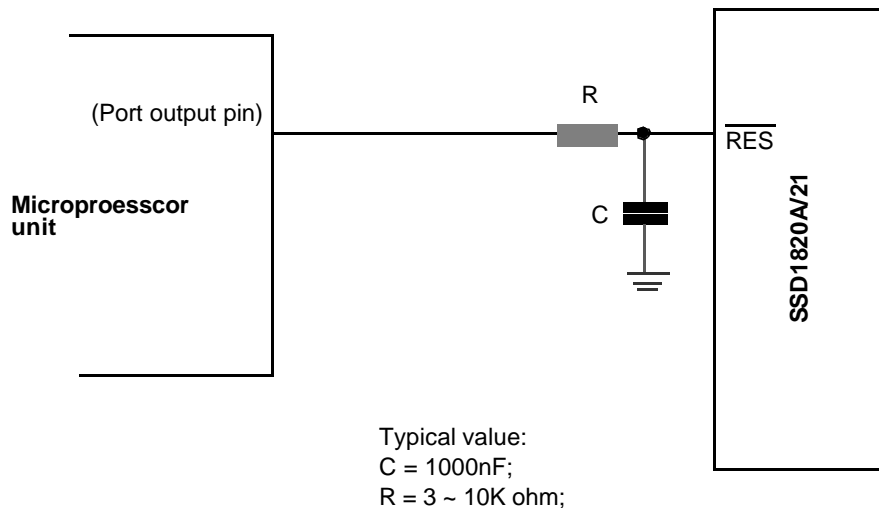 (Port output pin)
Microproesscor
unit
R
C
RES
SSD1820A/21
Typical value:
C = 1000nF;
R = 3 ~ 10K ohm;